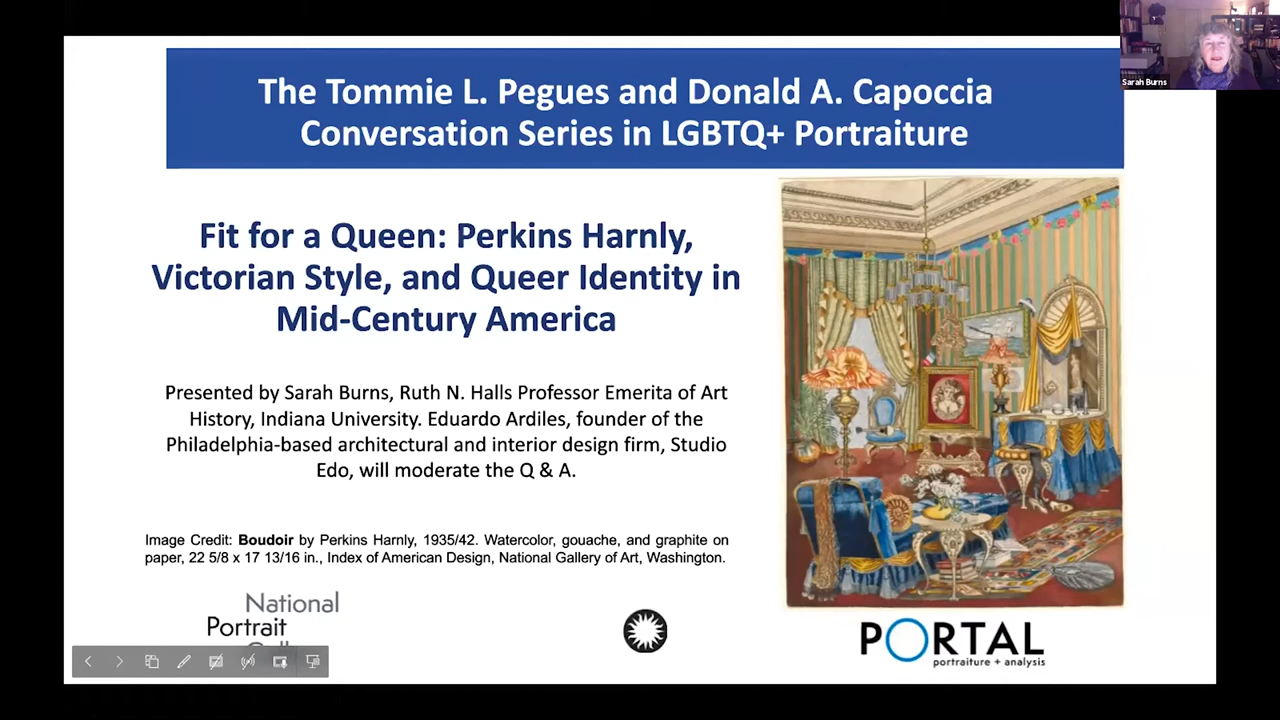 Sarah Burns
The Tommie L. Pegues and Donald A. Capoccia
Conversation Series in LGBTQ+ Portraiture
Fit for a Queen: Perkins Harnly,
Victorian Style, and Queer Identity in
Mid-Century America
Presented by Sarah Burns, Ruth N. Halls Professor Emerita of Art
History, Indiana University. Eduardo Ardiles, founder of the
Philadelphia-based architectural and interior design firm, Studio
Edo, will moderate the Q & A.
Image Credit: Boudoir by Perkins Harnly, 1935/42. Watercolor, gouache, and graphite on
paper, 22 5/8 x 17 13/16 in., Index of American Design, National Gallery of Art, Washington.
National
Portrait
PORTAL
portraiture + analysis